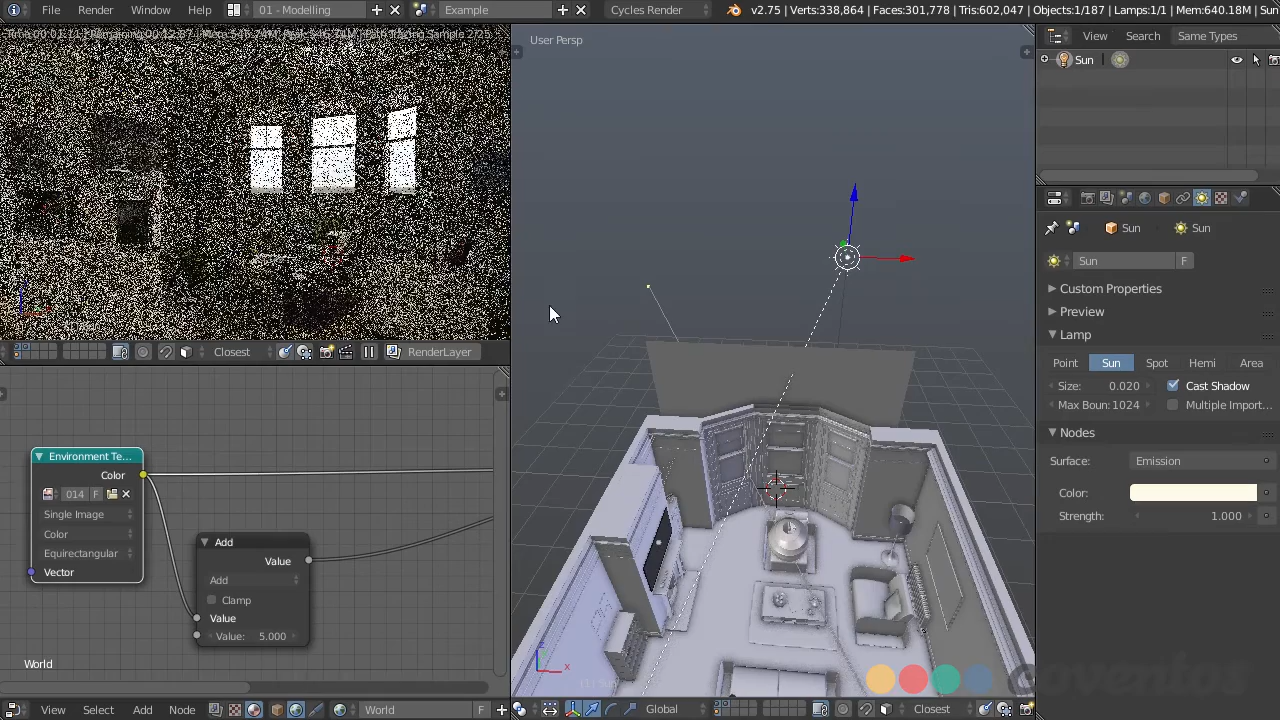 File Render Window Help 01 - Modelling Example Cycles Render v2.75 | Verts:338,864 | Faces:301,778 | Tris:602,047 | Objects:1/187 | Lamps:1/1 | Mem:640.18M | Sun
User Persp
View Search Same Types
Sun
Sun Sun
Sun F
Custom Properties
Preview
Lamp
Point Sun Spot Hemi Area
Size: 0.020 Cast Shadow
Max Boun: 1024 Multiple Import...
Nodes
Surface: Emission
Color:
Strength: 1.000
Closest RenderLayer
Environment Te...
Color
014 F
Single Image
Color
Equirectangular
Vector
Add
Value
Add
Clamp
Value
Value: 5.000
World
View Select Add Node World F
Global Closest